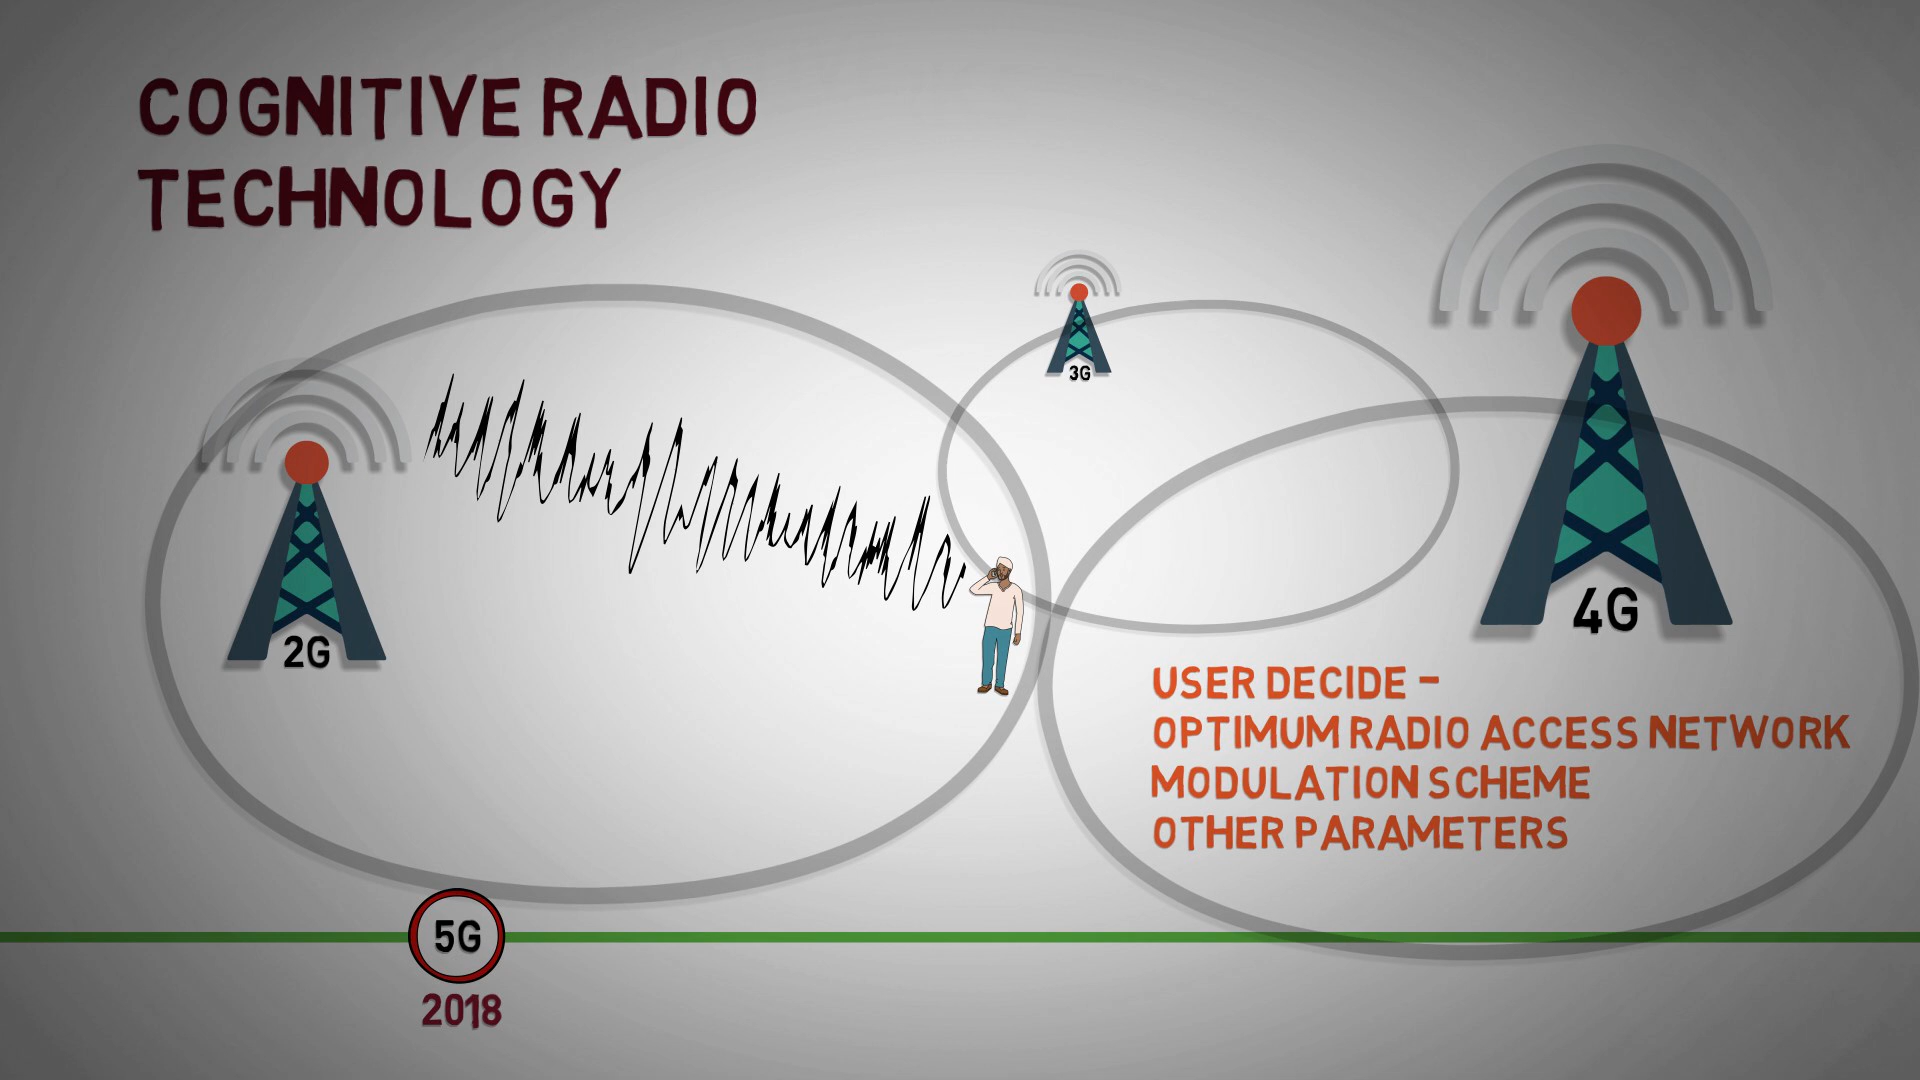 COGNITIVE RADIO
TECHNOLOGY
3G
2G
4G
USER DECIDE -
OPTIMUM RADIO ACCESS NETWORK
MODULATION SCHEME
OTHER PARAMETERS
5G
2018